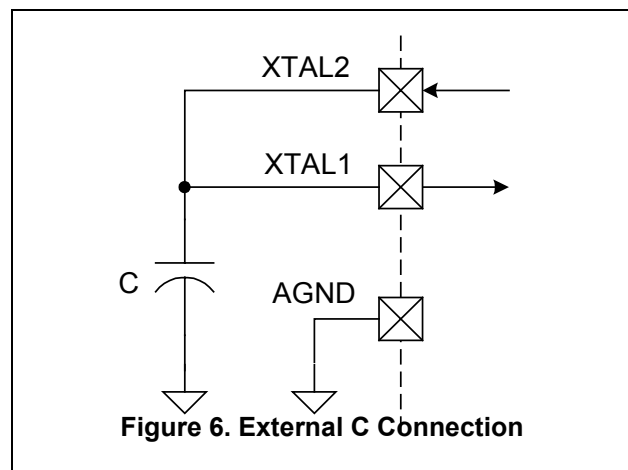 XTAL2
XTAL1
C
AGND
Figure 6. External C Connection